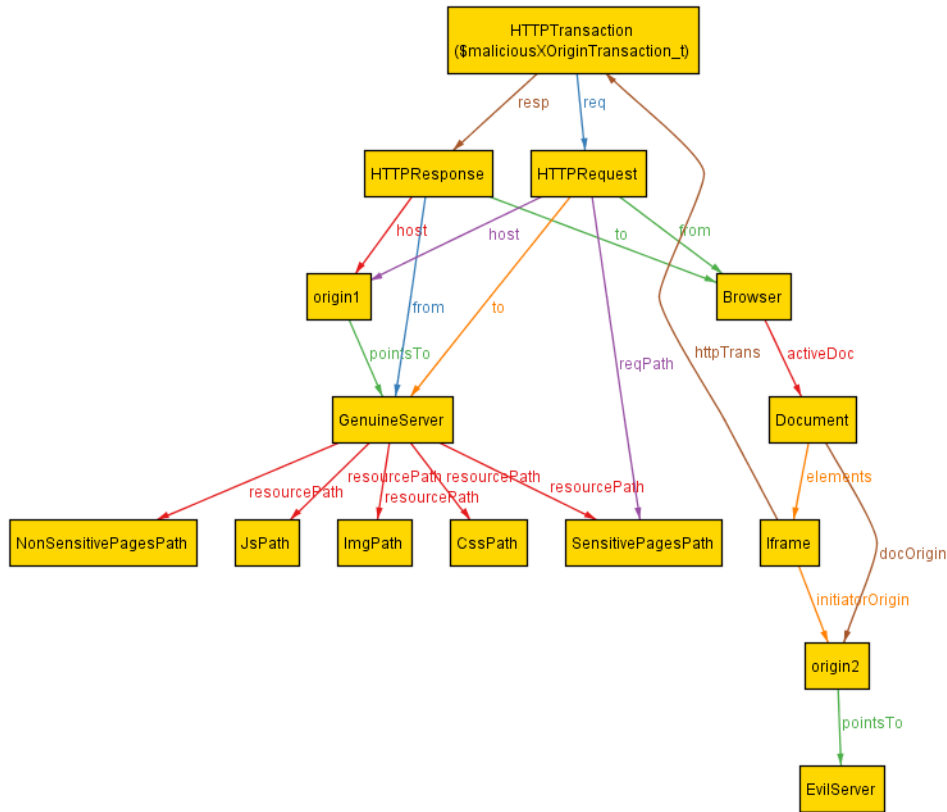 HTTPTransaction
($maliciousXOriginTransaction_t)
resp
req
HTTPResponse
HTTPRequest
host
host
to
from
origin1
Browser
from
to
httpTrans
pointsTo
reqPath
activeDoc
GenuineServer
Document
resourcePath
resourcePath
resourcePath
resourcePath
resourcePath
elements
NonSensitivePagesPath
JsPath
ImgPath
CssPath
SensitivePagesPath
Iframe
docOrigin
initiatorOrigin
origin2
pointsTo
EvilServer